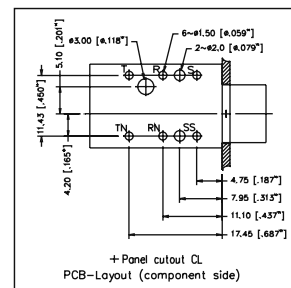 ø3.00 [ø.118"]
6-ø1.50 [ø.059"]
2-ø2.0 [ø.079"]
T R S
5.10 [.201"]
11.43 [.450"]
4.20 [.165"]
TN RN SS
4.75 [.187"]
7.95 [.313"]
11.10 [.437"]
17.45 [.687"]
+ Panel cutout CL
PCB-Layout (component side)